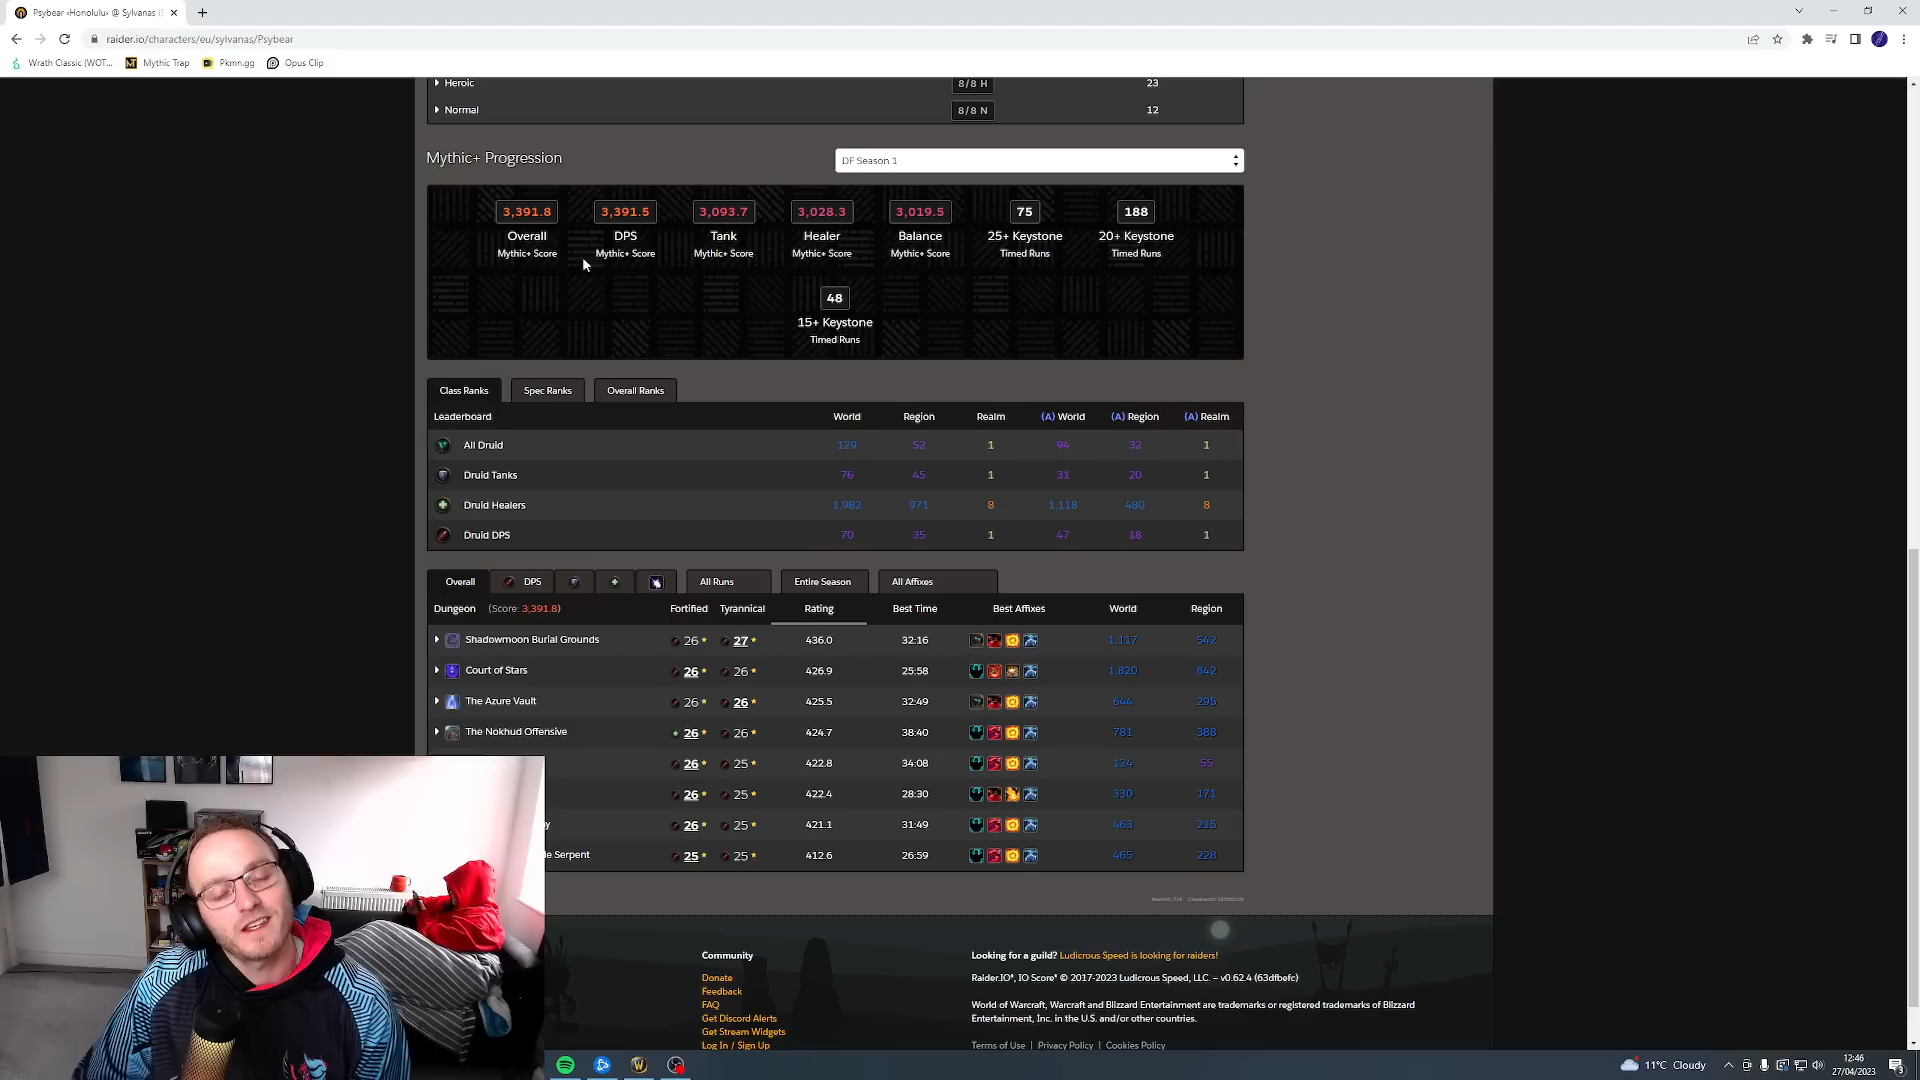 Psybear ‹Honolulu› @ Sylvanas (
raider.io/characters/eu/sylvanas/Psybear
Wrath Classic (WOT... Mythic Trap Pkmn.gg Opus Clip
Heroic 8/8 H 23
Normal 8/8 N 12
Mythic+ Progression DF Season 1
3,391.8 3,391.5 3,093.7 3,028.3 3,019.5 75 188
Overall DPS Tank Healer Balance 25+ Keystone 20+ Keystone
Mythic+ Score Mythic+ Score Mythic+ Score Mythic+ Score Mythic+ Score Timed Runs Timed Runs
48
15+ Keystone
Timed Runs
Class Ranks Spec Ranks Overall Ranks
Leaderboard World Region Realm (A) World (A) Region (A) Realm
All Druid 129 52 1 94 32 1
Druid Tanks 76 45 1 31 20 1
Druid Healers 1,982 971 8 1,118 480 8
Druid DPS 70 35 1 47 18 1
Overall DPS All Runs Entire Season All Affixes
Dungeon (Score: 3,391.8) Fortified Tyrannical Rating Best Time Best Affixes World Region
Shadowmoon Burial Grounds 26 27 436.0 32:16 1,117 542
Court of Stars 26 26 426.9 25:58 1,820 842
The Azure Vault 26 26 425.5 32:49 644 295
The Nokhud Offensive 26 26 424.7 38:40 781 388
26 25 422.8 34:08 124 55
26 25 422.4 28:30 330 171
y 26 25 421.1 31:49 463 215
le Serpent 25 25 412.6 26:59 465 228
Community
Donate
Feedback
FAQ
Get Discord Alerts
Get Stream Widgets
Log In / Sign Up
Looking for a guild? Ludicrous Speed is looking for raiders!
Raider.IO®, IO Score® © 2017-2023 Ludicrous Speed, LLC. – v0.62.4 (63dfbefc)
World of Warcraft, Warcraft and Blizzard Entertainment are trademarks or registered trademarks of Blizzard
Entertainment, Inc. in the U.S. and/or other countries.
Terms of Use | Privacy Policy | Cookies Policy
11°C Cloudy
12:46
27/04/2023